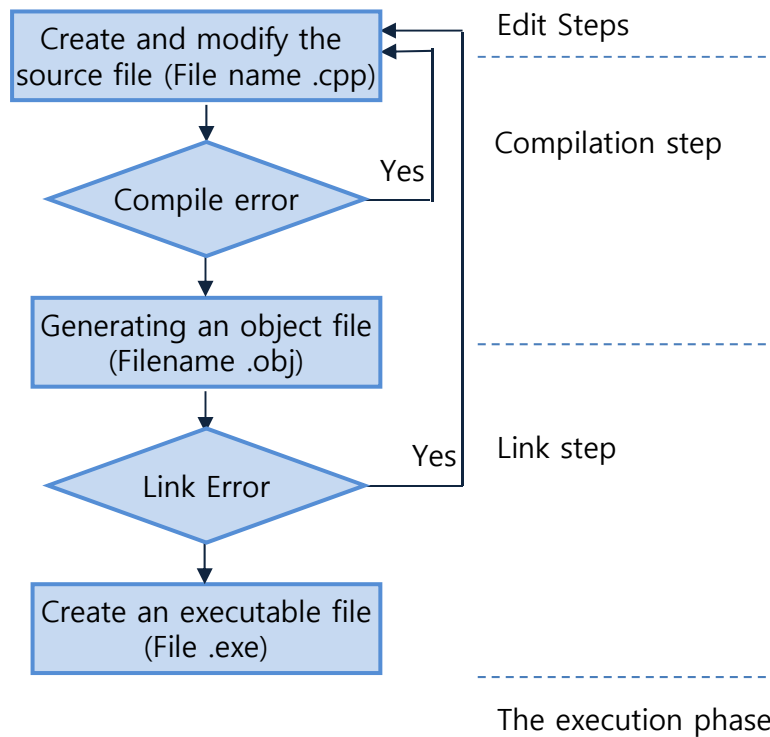 Edit Steps
Create and modify the
source file (File name .cpp)
Compilation step
Yes
Compile error
Generating an object file
(Filename .obj)
Link step
Yes
Link Error
Create an executable file
(File .exe)
The execution phase